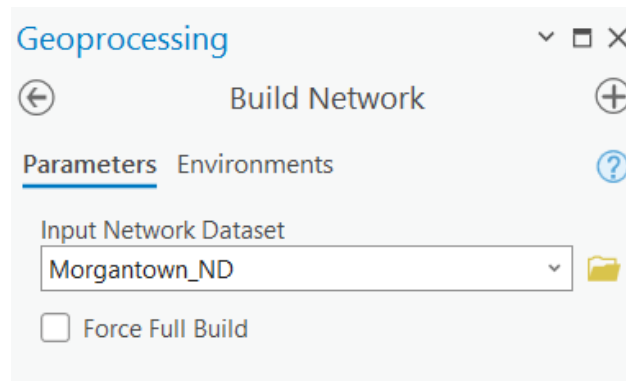 Geoprocessing
Build Network
Parameters Environments
Input Network Dataset
Morgantown_ND
Force Full Build